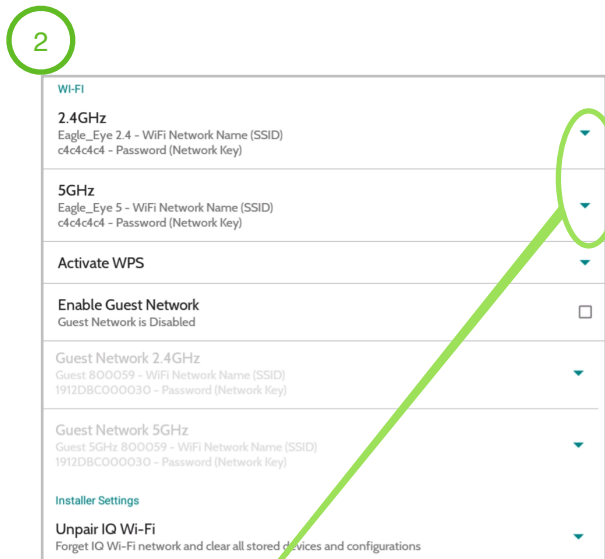 2
WI-FI
2.4GHz
Eagle_Eye 2.4 - WiFi Network Name (SSID)
c4c4c4c4 - Password (Network Key)
5GHz
Eagle_Eye 5 - WiFi Network Name (SSID)
c4c4c4c4 - Password (Network Key)
Activate WPS
Enable Guest Network
Guest Network is Disabled
Guest Network 2.4GHz
Guest 800059 - WiFi Network Name (SSID)
1912DBC000030 - Password (Network Key)
Guest Network 5GHz
Guest 5GHz 800059 - WiFi Network Name (SSID)
1912DBC000030 - Password (Network Key)
Installer Settings
Unpair IQ Wi-Fi
Forget IQ Wi-Fi network and clear all stored devices and configurations